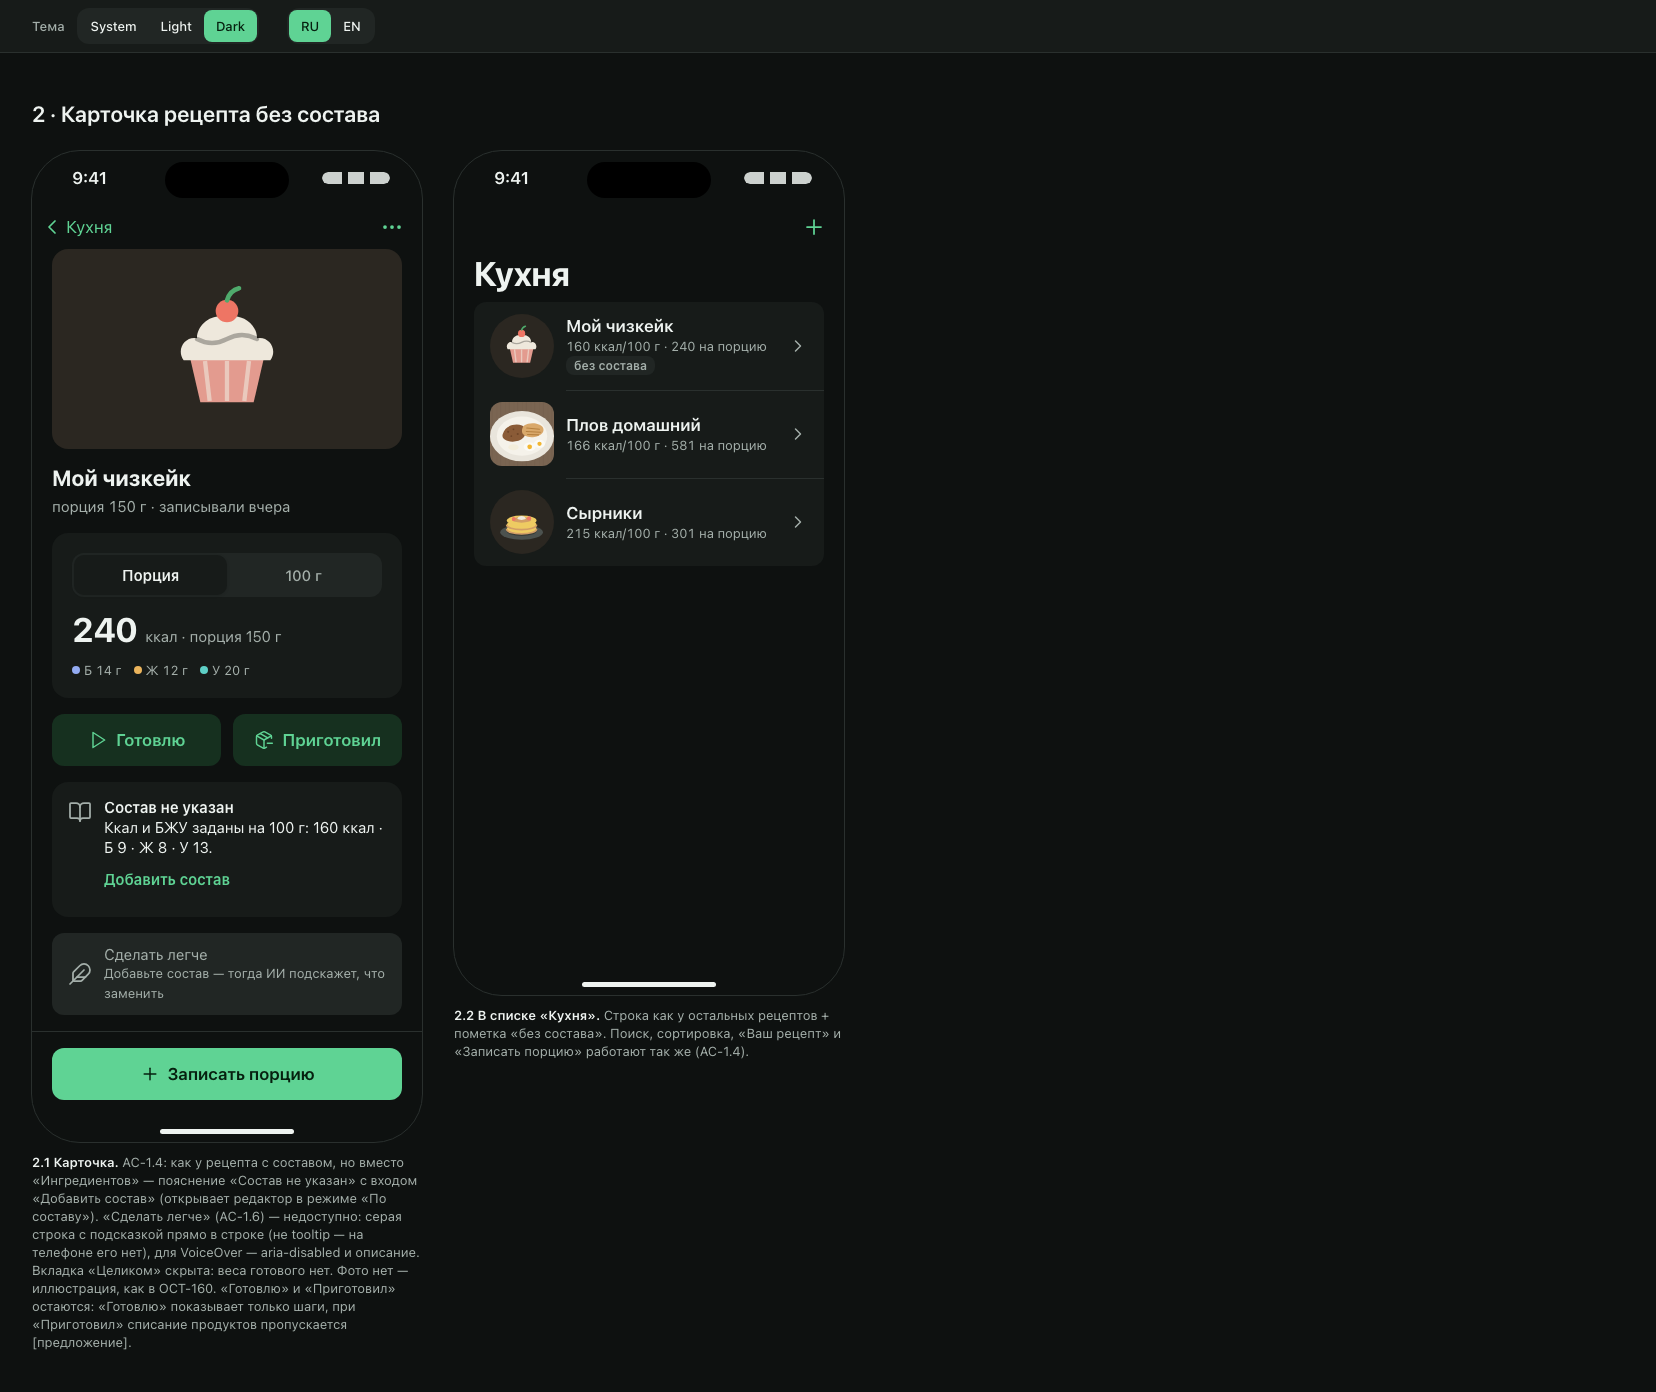 Тема System Light Dark RU EN
2 · Карточка рецепта без состава
9:41
Кухня
Мой чизкейк
порция 150 г · записывали вчера
Порция 100 г
240 ккал · порция 150 г
Б 14 г Ж 12 г У 20 г
Готовлю Приготовил
Состав не указан
Ккал и БЖУ заданы на 100 г: 160 ккал ·
Б 9 · Ж 8 · У 13.
Добавить состав
Сделать легче
Добавьте состав — тогда ИИ подскажет, что
заменить
Записать порцию
2.1 Карточка. АС-1.4: как у рецепта с составом, но вместо
«Ингредиентов» — пояснение «Состав не указан» с входом
«Добавить состав» (открывает редактор в режиме «По
составу»). «Сделать легче» (АС-1.6) — недоступно: серая
строка с подсказкой прямо в строке (не tooltip — на
телефоне его нет), для VoiceOver — aria-disabled и описание.
Вкладка «Целиком» скрыта: веса готового нет. Фото нет —
иллюстрация, как в OCT-160. «Готовлю» и «Приготовил»
остаются: «Готовлю» показывает только шаги, при
«Приготовил» списание продуктов пропускается
[предложение].
9:41
Кухня
Мой чизкейк
160 ккал/100 г · 240 на порцию
без состава
Плов домашний
166 ккал/100 г · 581 на порцию
Сырники
215 ккал/100 г · 301 на порцию
2.2 В списке «Кухня». Строка как у остальных рецептов +
пометка «без состава». Поиск, сортировка, «Ваш рецепт» и
«Записать порцию» работают так же (АС-1.4).